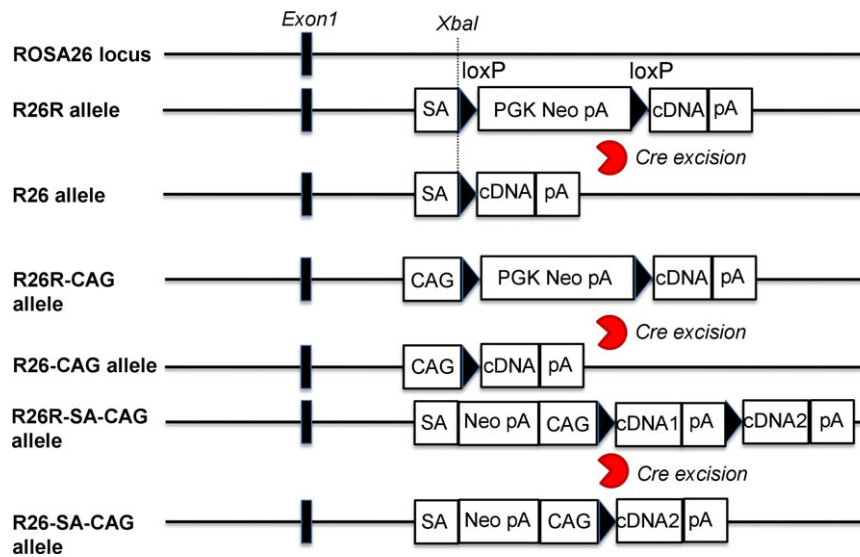 Exon1 XbaI
ROSA26 locus
loxP loxP
R26R allele SA PGK Neo pA cDNA pA
Cre excision
R26 allele SA cDNA pA
R26R-CAG
allele CAG PGK Neo pA cDNA pA
Cre excision
R26-CAG allele CAG cDNA pA
R26R-SA-CAG
allele SA Neo pA CAG cDNA1 pA cDNA2 pA
Cre excision
R26-SA-CAG
allele SA Neo pA CAG cDNA2 pA